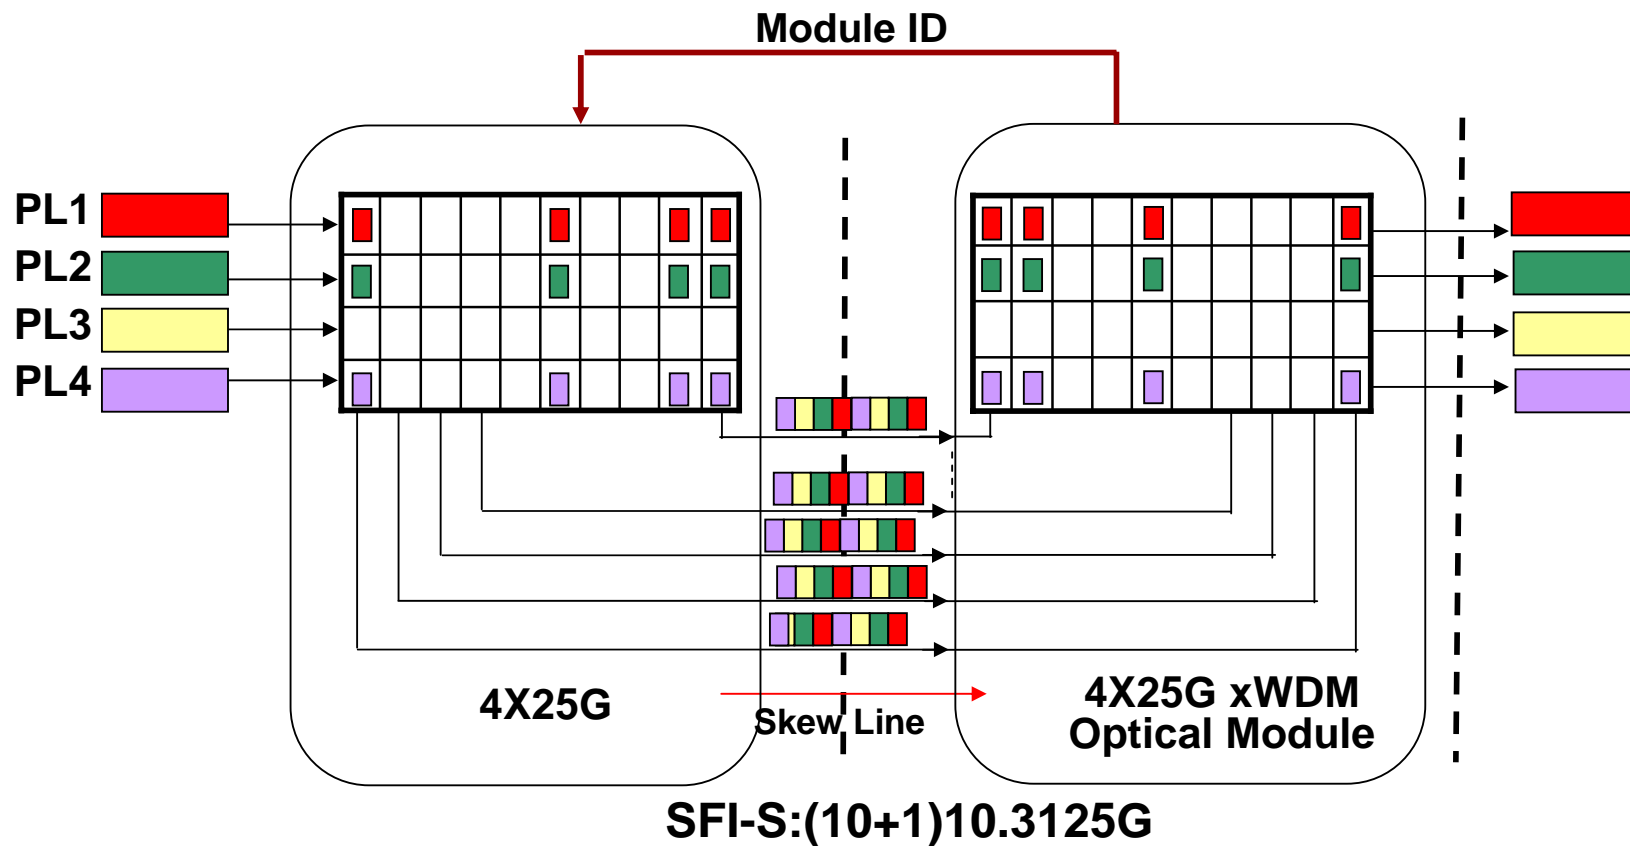 Module ID
PL1
PL2
PL3
PL4
4X25G
Skew Line
4X25G xWDM
Optical Module
SFI-S:(10+1)10.3125G